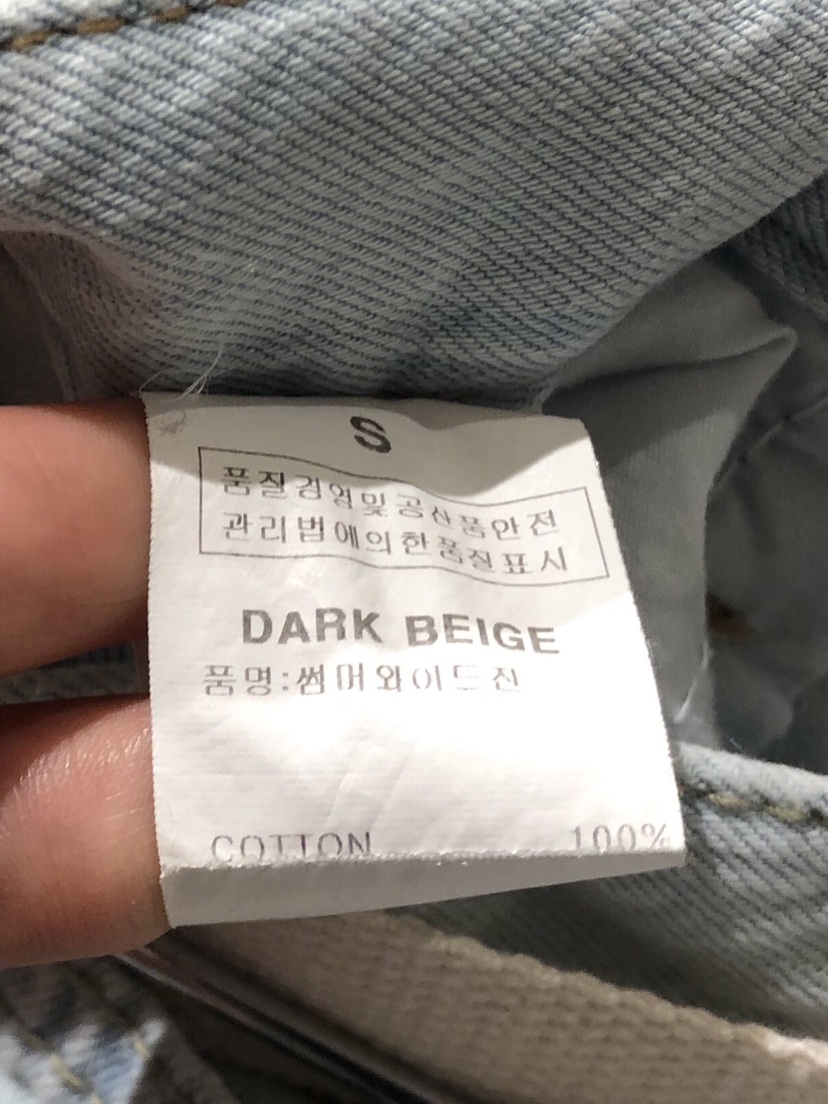 S
품질경영및공산품안전
관리법에의한품질표시
DARK BEIGE
품명:썸머와이드진
COTTON 100%